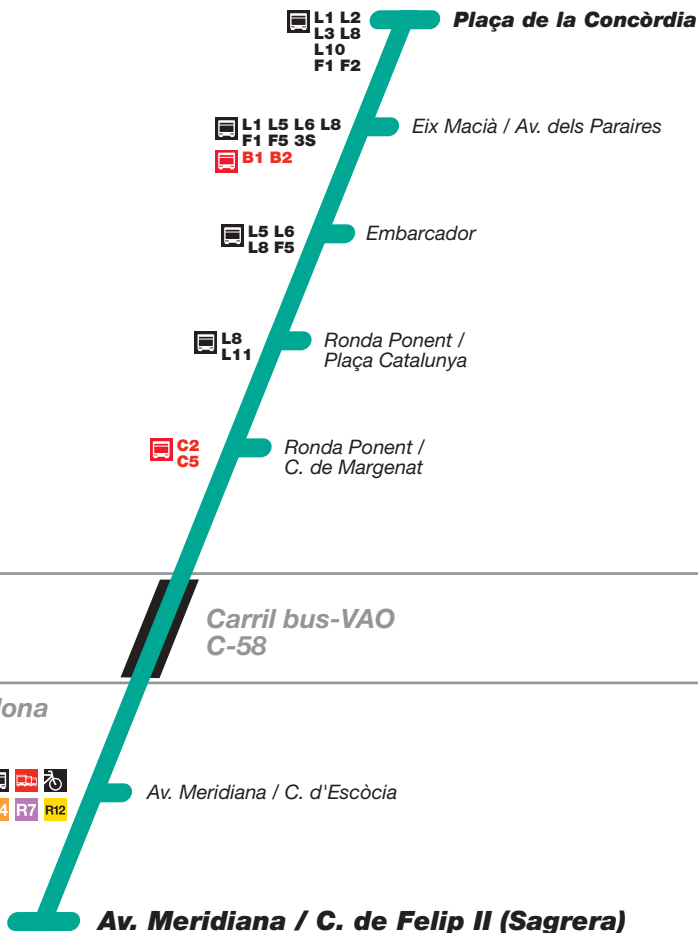 L1 L2
L3 L8
L10
F1 F2
Plaça de la Concòrdia
L1 L5 L6 L8
F1 F5 3S
B1 B2
Eix Macià / Av. dels Paraires
L5 L6
L8 F5
Embarcador
L8
L11
Ronda Ponent /
Plaça Catalunya
C2
C5
Ronda Ponent /
C. de Margenat
Carril bus-VAO
C-58
R7 R12
Av. Meridiana / C. d'Escòcia
Av. Meridiana / C. de Felip II (Sagrera)